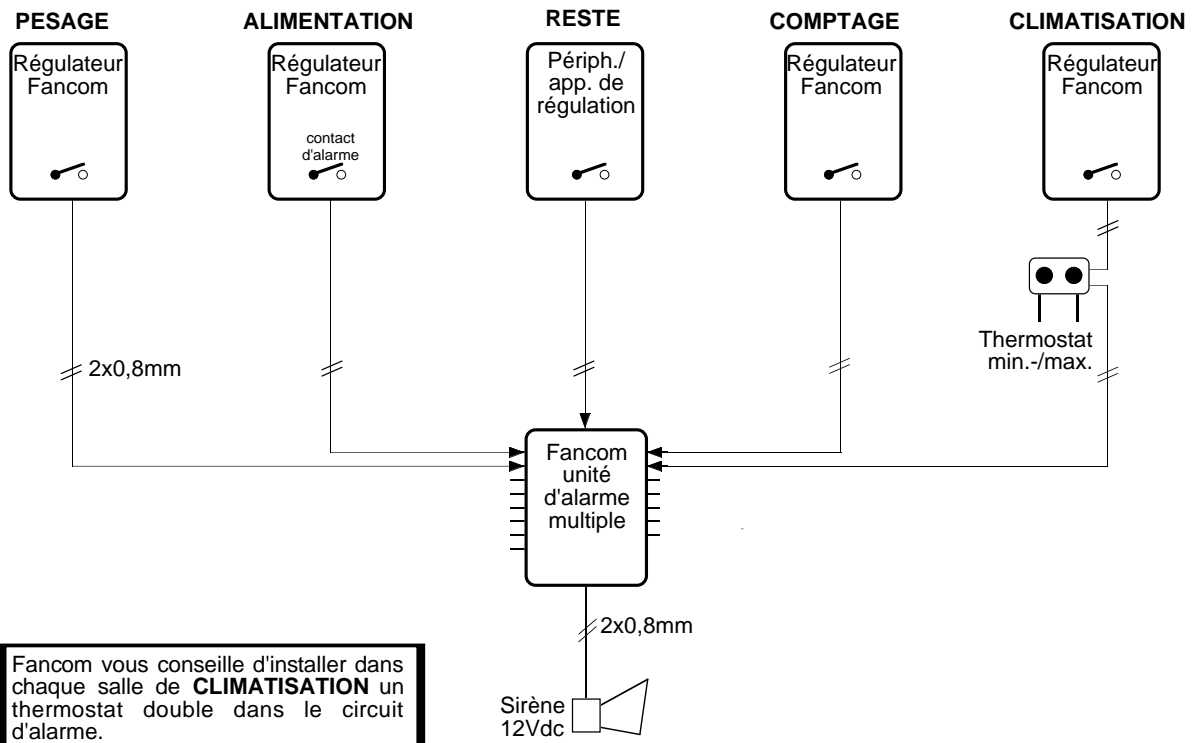 PESAGE
ALIMENTATION
RESTE
COMPTAGE
CLIMATISATION
Régulateur
Fancom
Régulateur
Fancom
contact
d'alarme
Périph./
app. de
régulation
Régulateur
Fancom
Régulateur
Fancom
Thermostat
min.-/max.
2x0,8mm
Fancom
unité
d'alarme
multiple
2x0,8mm
Sirène
12Vdc
Fancom vous conseille d'installer dans
chaque salle de CLIMATISATION un
thermostat double dans le circuit
d'alarme.